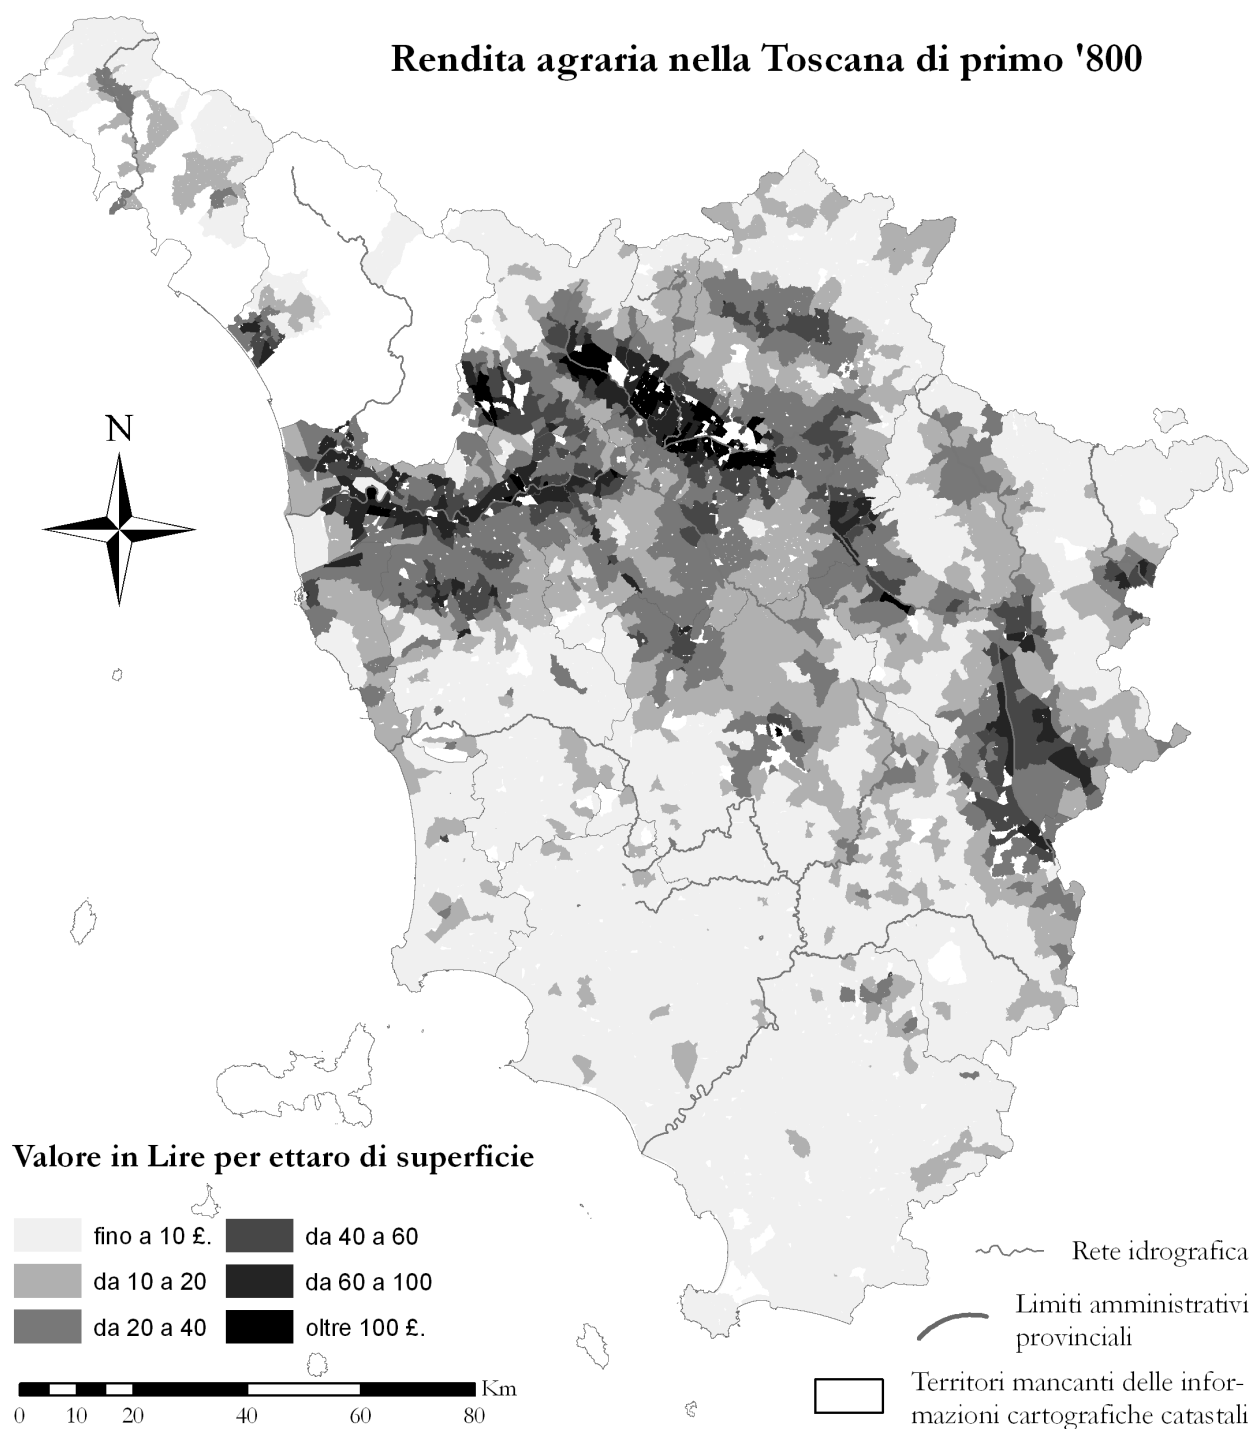 Rendita agraria nella Toscana di primo '800
N
Valore in Lire per ettaro di superficie
fino a 10 £.
da 10 a 20
da 20 a 40
da 40 a 60
da 60 a 100
oltre 100 £.
Km
0 10 20 40 60 80
Rete idrografica
Limiti amministrativi
provinciali
Territori mancanti delle infor-
mazioni cartografiche catastali